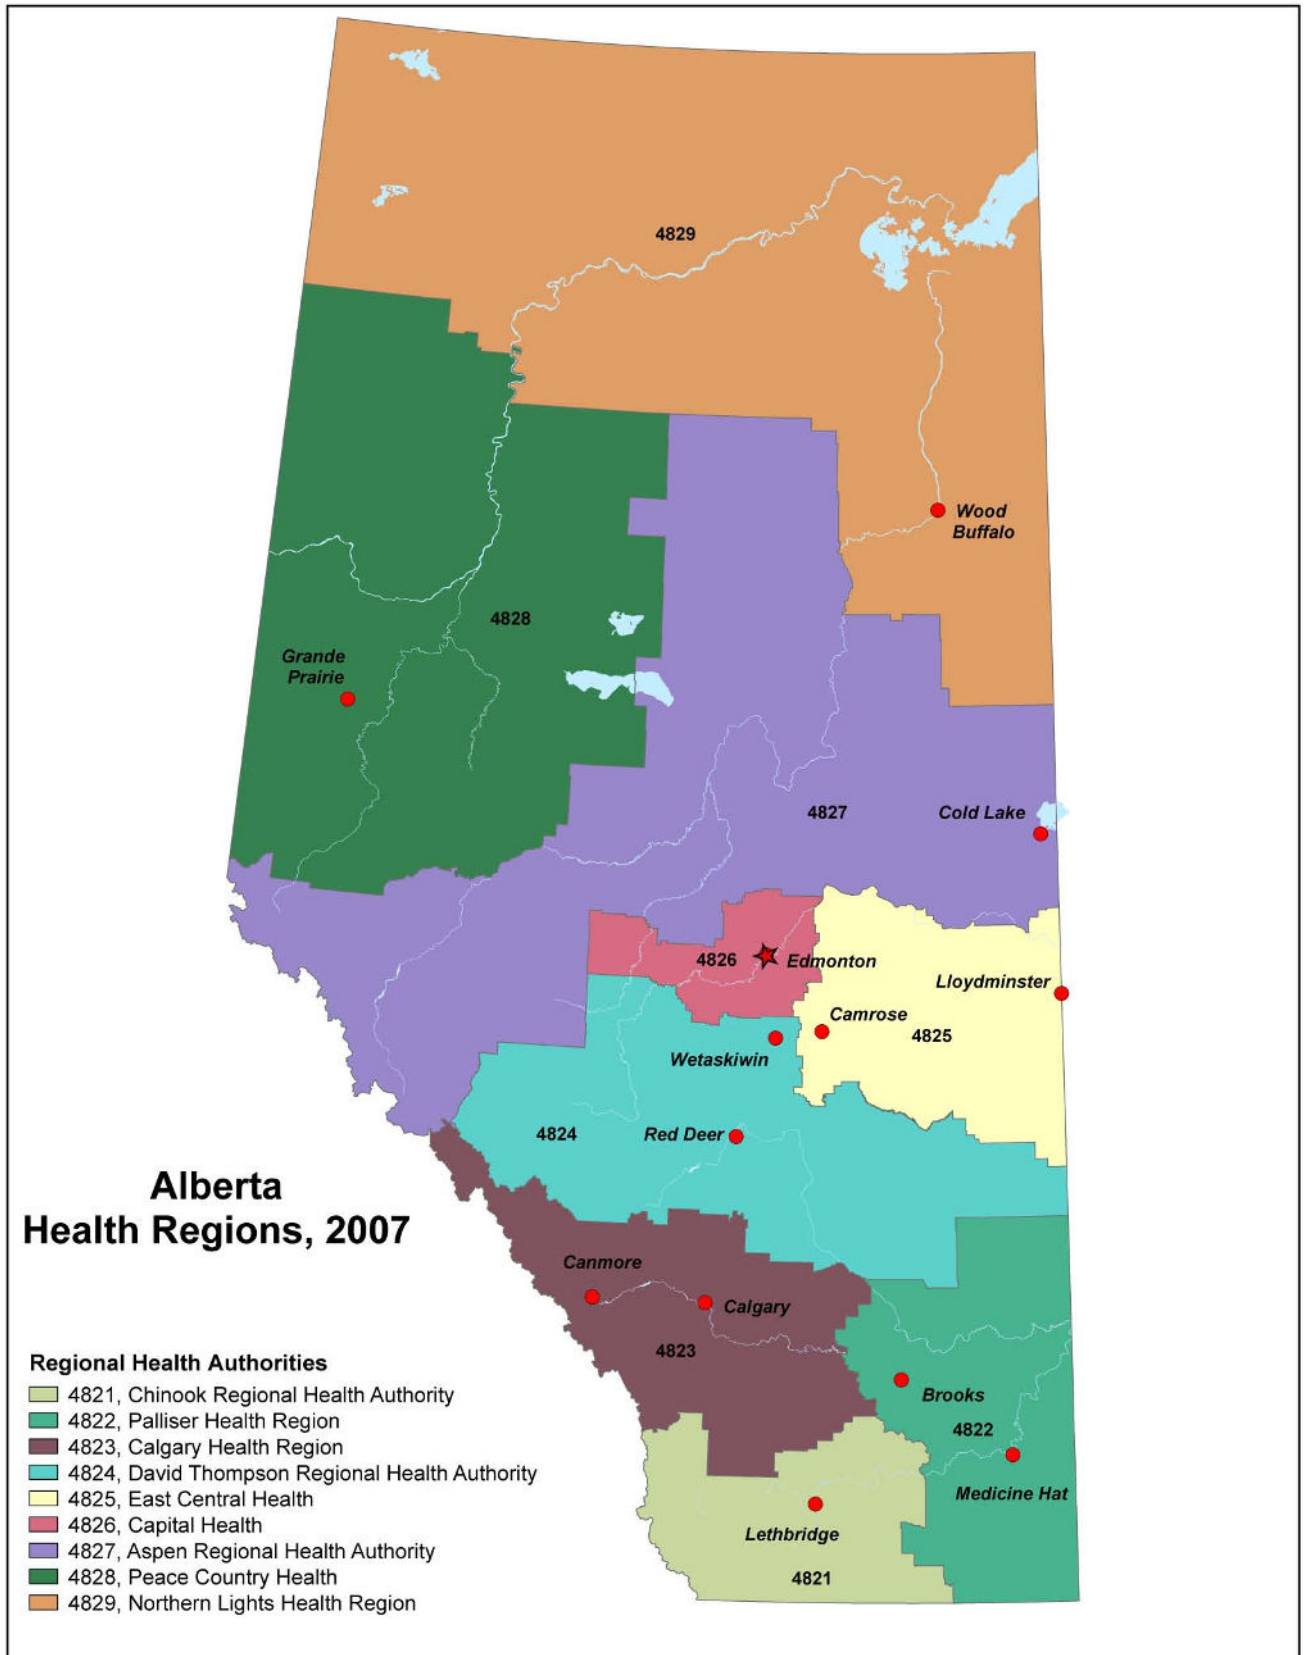 4829
Wood
Buffalo
4828
Grande
Prairie
4827
Cold Lake
4826
Edmonton
Lloydminster
Camrose
4825
Wetaskiwin
4824
Red Deer
Alberta
Health Regions, 2007
Canmore
Calgary
4823
Brooks
4822
Medicine Hat
Lethbridge
4821
Regional Health Authorities
4821, Chinook Regional Health Authority
4822, Palliser Health Region
4823, Calgary Health Region
4824, David Thompson Regional Health Authority
4825, East Central Health
4826, Capital Health
4827, Aspen Regional Health Authority
4828, Peace Country Health
4829, Northern Lights Health Region